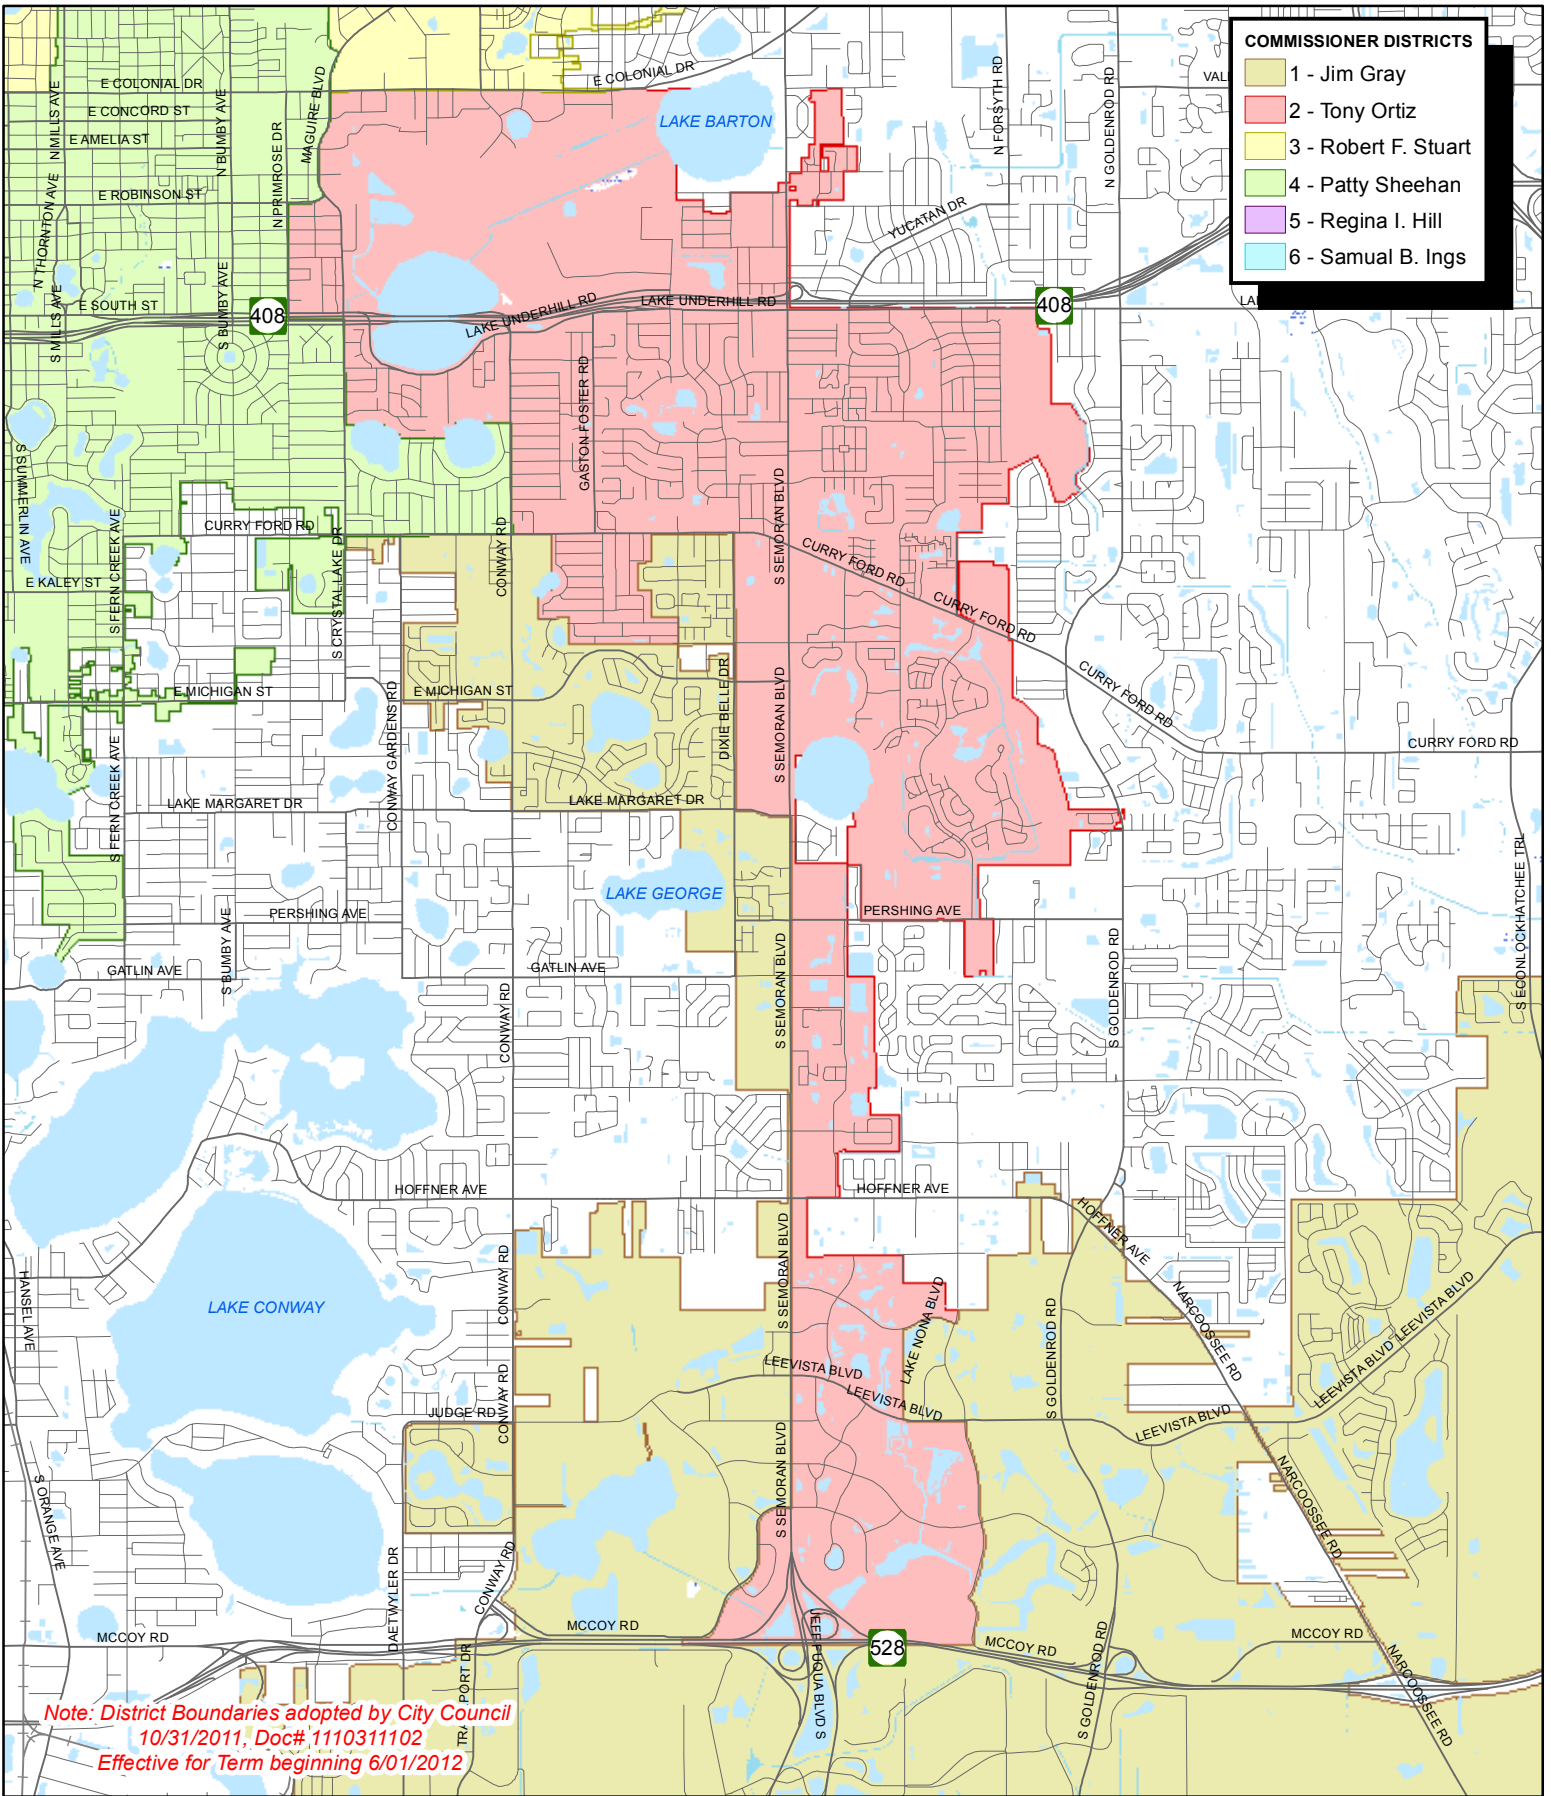 COMMISSIONER DISTRICTS
1 - Jim Gray
2 - Tony Ortiz
3 - Robert F. Stuart
4 - Patty Sheehan
5 - Regina I. Hill
6 - Samual B. Ings
E COLONIAL DR
E COLONIAL DR
E CONCORD ST
E AMELIA ST
N MILLS AVE
N BUMBY AVE
MAGUIRE BLVD
N PRIMROSE DR
LAKE BARTON
N FORSYTH RD
N GOLDENROD RD
VAL
E ROBINSON ST
N THORNTON AVE
YUCATAN DR
E SOUTH ST
S MILLS AVE
S BUMBY AVE
408
LAKE UNDERHILL RD
LAKE UNDERHILL RD
408
LA
GASTON FOSTER RD
S SUMMERLIN AVE
S SEMORAN BLVD
CURRY FORD RD
CONWAY RD
S FERN CREEK AVE
S CRYSTAL LAKE DR
CURRY FORD RD
E KALEY ST
CURRY FORD RD
CURRY FORD RD
E MICHIGAN ST
E MICHIGAN ST
DIXIE BELLE DR
S SEMORAN BLVD
CONWAY GARDENS RD
S FERN CREEK AVE
CURRY FORD RD
LAKE MARGARET DR
LAKE MARGARET DR
LAKE GEORGE
PERSHING AVE
PERSHING AVE
S BUMBY AVE
GATLIN AVE
GATLIN AVE
CONWAY RD
S SEMORAN BLVD
S GOLDENROD RD
S ECONLOCKHATCHEE TRL
HOFFNER AVE
HOFFNER AVE
HOFFNER AVE
HANSEL AVE
LAKE CONWAY
CONWAY RD
S SEMORAN BLVD
LAKE NONA BLVD
S GOLDENROD RD
NARCOOSSEE RD
LEEVISTA BLVD
LEEVISTA BLVD
LEEVISTA BLVD
LEEVISTA BLVD
LEEVISTA BLVD
JUDGE RD
CONWAY RD
S SEMORAN BLVD
S ORANGE AVE
NARCOOSSEE RD
DAETWYLER DR
CONWAY RD
MCCOY RD
MCCOY RD
JEFF FUQUA BLVD S
528
MCCOY RD
S GOLDENROD RD
MCCOY RD
NARCOOSSEE RD
PORT DR
Note: District Boundaries adopted by City Council
10/31/2011, Doc# 1110311102
Effective for Term beginning 6/01/2012